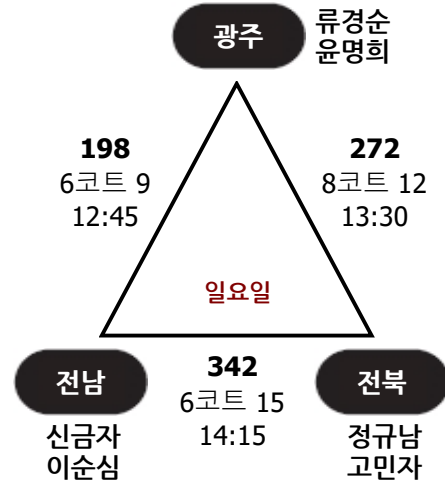 광주
류경순
윤명희
198
6코트 9
12:45
272
8코트 12
13:30
일요일
전남
신금자
이순심
342
6코트 15
14:15
전북
정규남
고민자